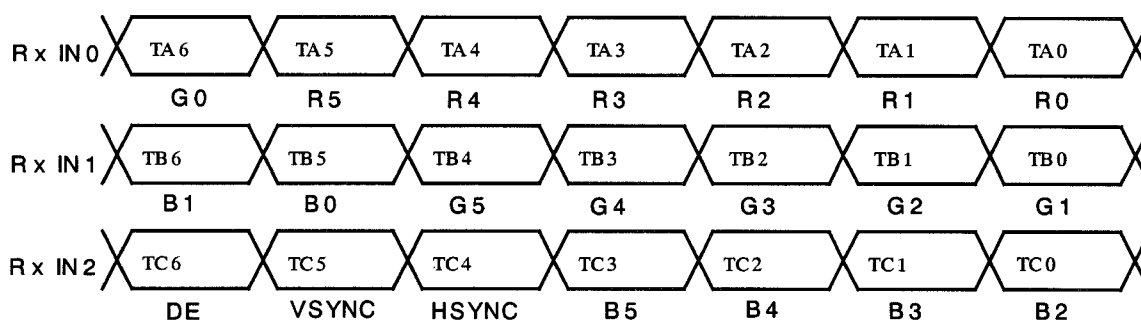 Rx IN0 TA6 TA5 TA4 TA3 TA2 TA1 TA0
G0 R5 R4 R3 R2 R1 R0
Rx IN1 TB6 TB5 TB4 TB3 TB2 TB1 TB0
B1 B0 G5 G4 G3 G2 G1
Rx IN2 TC6 TC5 TC4 TC3 TC2 TC1 TC0
DE VSYNC HSYNC B5 B4 B3 B2